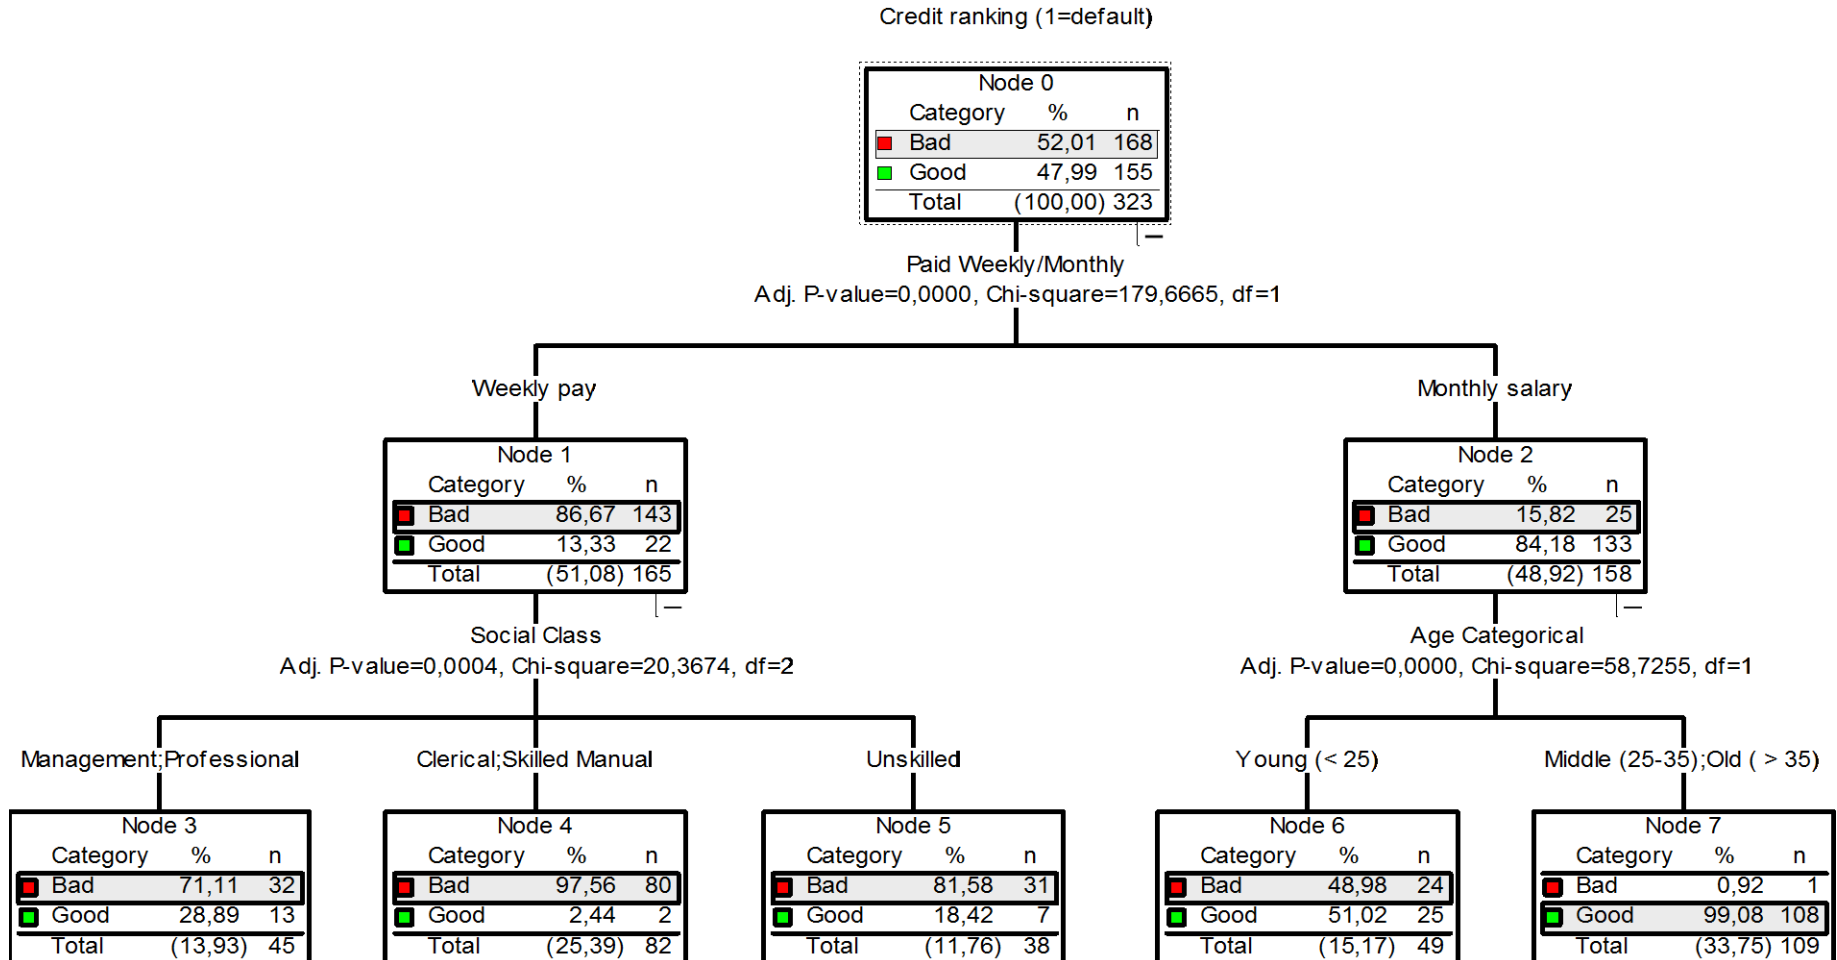 Credit ranking (1=default)
Node 0
Category % n
Bad 52,01 168
Good 47,99 155
Total (100,00) 323
Paid Weekly/Monthly
Adj. P-value=0,0000, Chi-square=179,6665, df=1
Weekly pay
Monthly salary
Node 1
Category % n
Bad 86,67 143
Good 13,33 22
Total (51,08) 165
Node 2
Category % n
Bad 15,82 25
Good 84,18 133
Total (48,92) 158
Social Class
Adj. P-value=0,0004, Chi-square=20,3674, df=2
Age Categorical
Adj. P-value=0,0000, Chi-square=58,7255, df=1
Management;Professional
Clerical;Skilled Manual
Unskilled
Young (< 25)
Middle (25-35);Old ( > 35)
Node 3
Category % n
Bad 71,11 32
Good 28,89 13
Total (13,93) 45
Node 4
Category % n
Bad 97,56 80
Good 2,44 2
Total (25,39) 82
Node 5
Category % n
Bad 81,58 31
Good 18,42 7
Total (11,76) 38
Node 6
Category % n
Bad 48,98 24
Good 51,02 25
Total (15,17) 49
Node 7
Category % n
Bad 0,92 1
Good 99,08 108
Total (33,75) 109